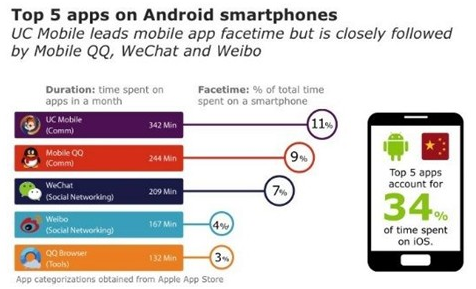 Top 5 apps on Android smartphones
UC Mobile leads mobile app facetime but is closely followed
by Mobile QQ, WeChat and Weibo
Duration: time spent on
apps in a month
Facetime: % of total time
spent on a smartphone
UC Mobile
(Comm)
342 Min
11%
Mobile QQ
(Comm)
244 Min
9%
WeChat
(Social Networking)
209 Min
7%
Weibo
(Social Networking)
167 Min
4%
QQ Browser
(Tools)
132 Min
3%
App categorizations obtained from Apple App Store
Top 5 apps
account for
34%
of time spent
on iOS.